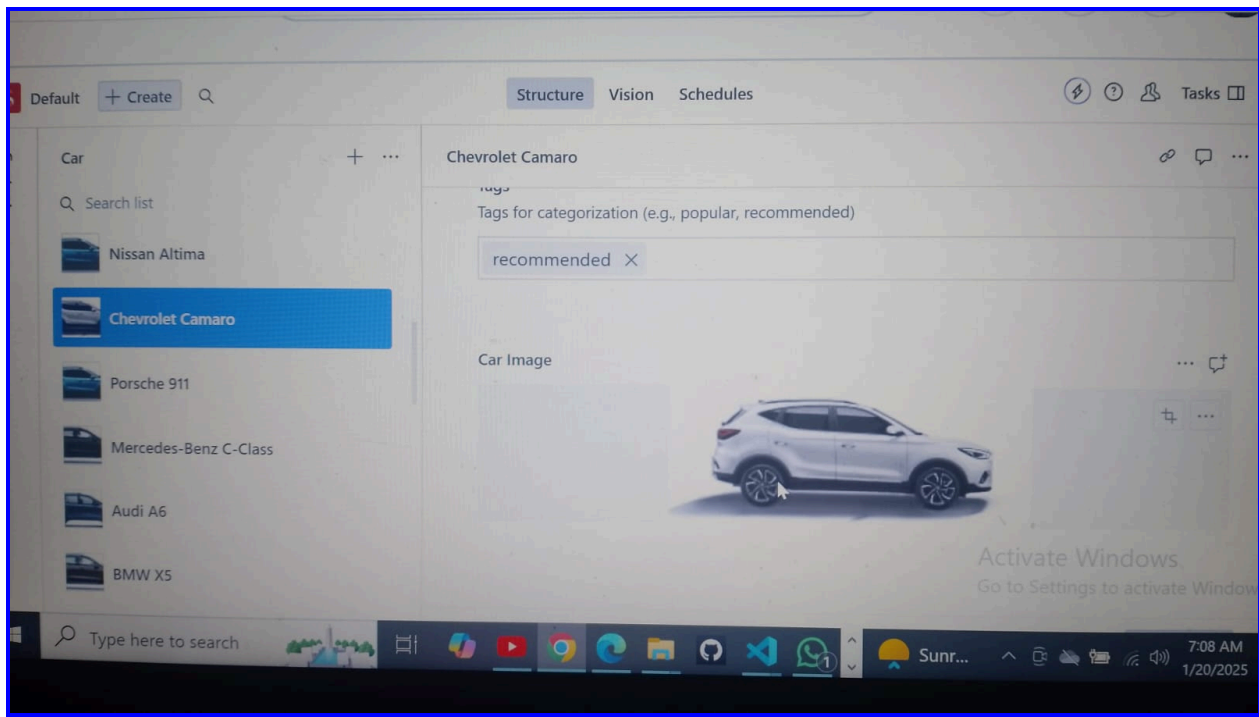 Default + Create
Structure Vision Schedules
Tasks
Car
Search list
Nissan Altima
Chevrolet Camaro
Porsche 911
Mercedes-Benz C-Class
Audi A6
BMW X5
Chevrolet Camaro
Tags
Tags for categorization (e.g., popular, recommended)
recommended
Car Image
Activate Windows
Go to Settings to activate Window
Type here to search
1
Sunr...
7:08 AM
1/20/2025